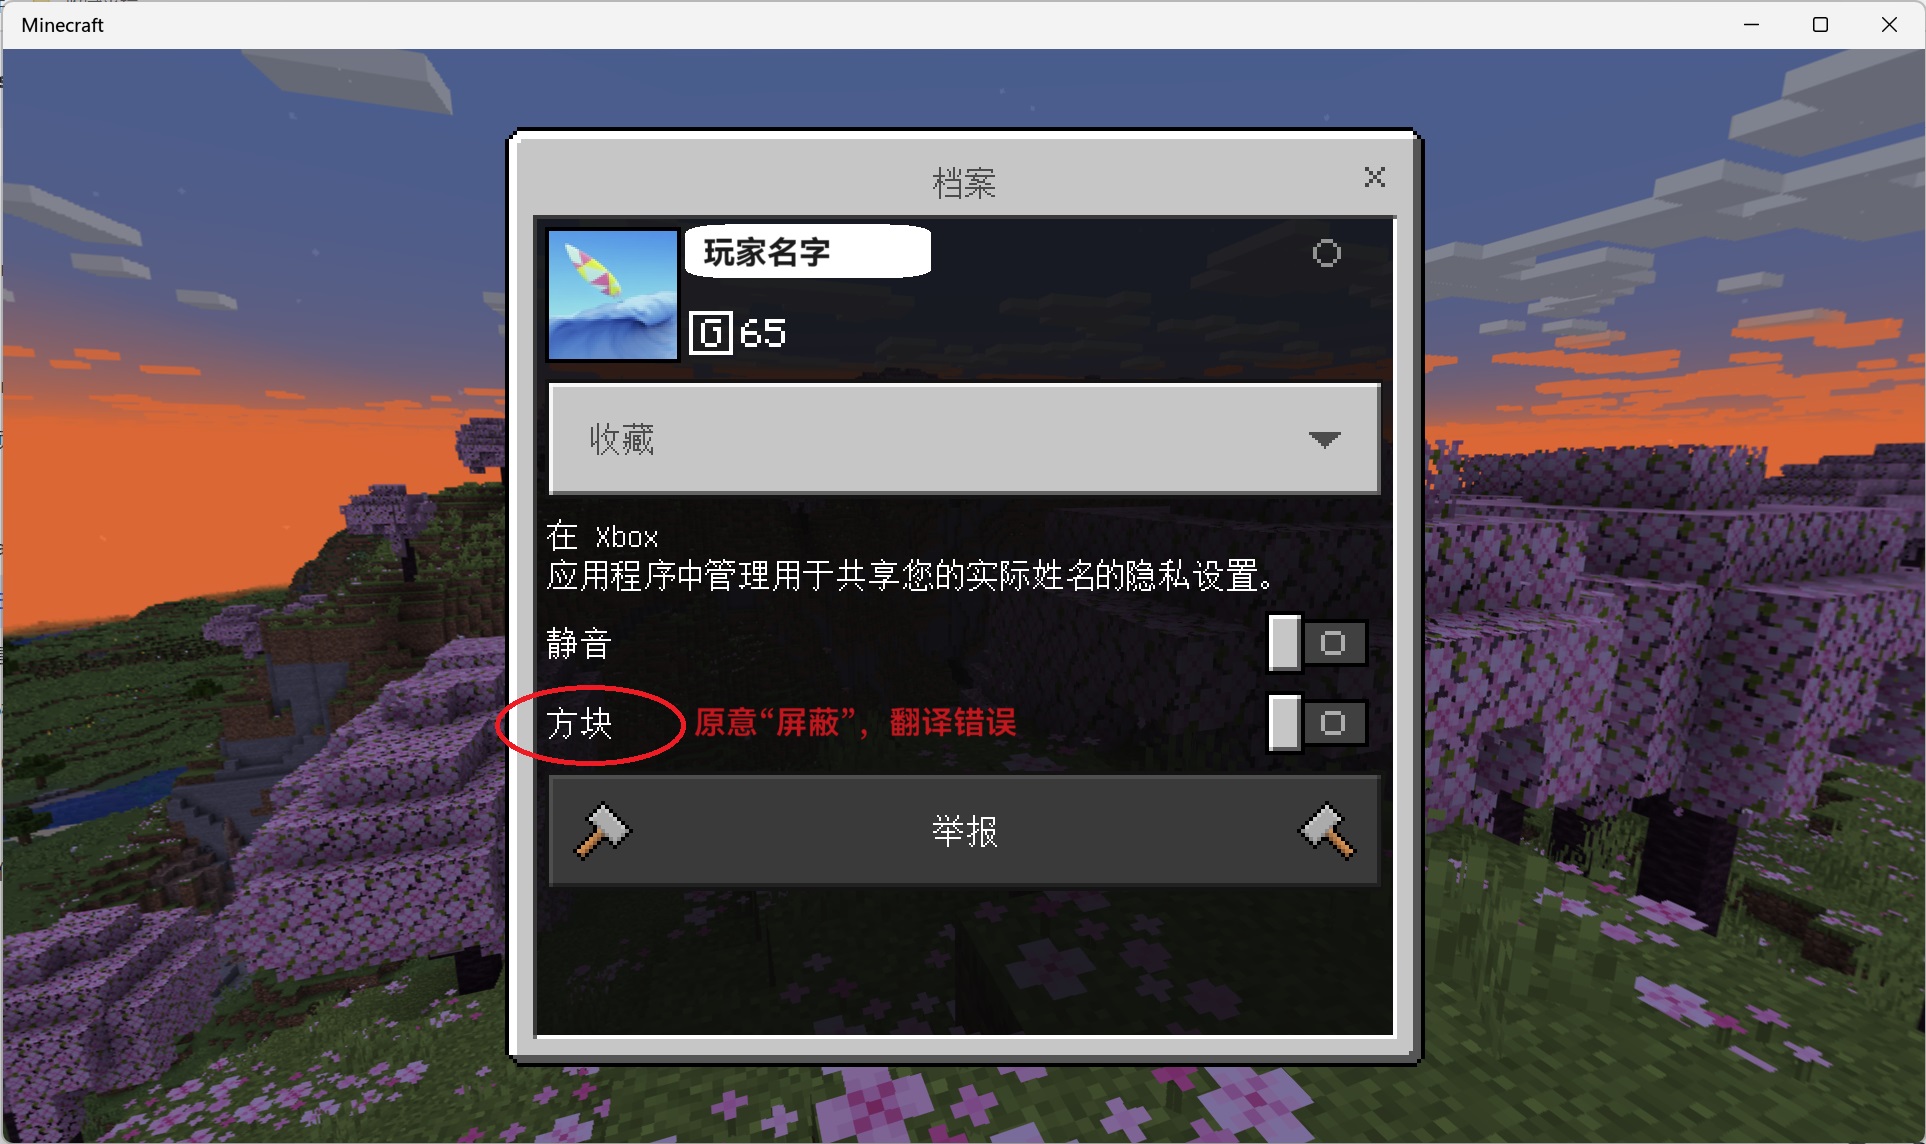 Minecraft
档案
玩家名字
G 65
收藏
在 Xbox
应用程序中管理用于共享您的实际姓名的隐私设置。
静音
方块 原意“屏蔽”，翻译错误
举报